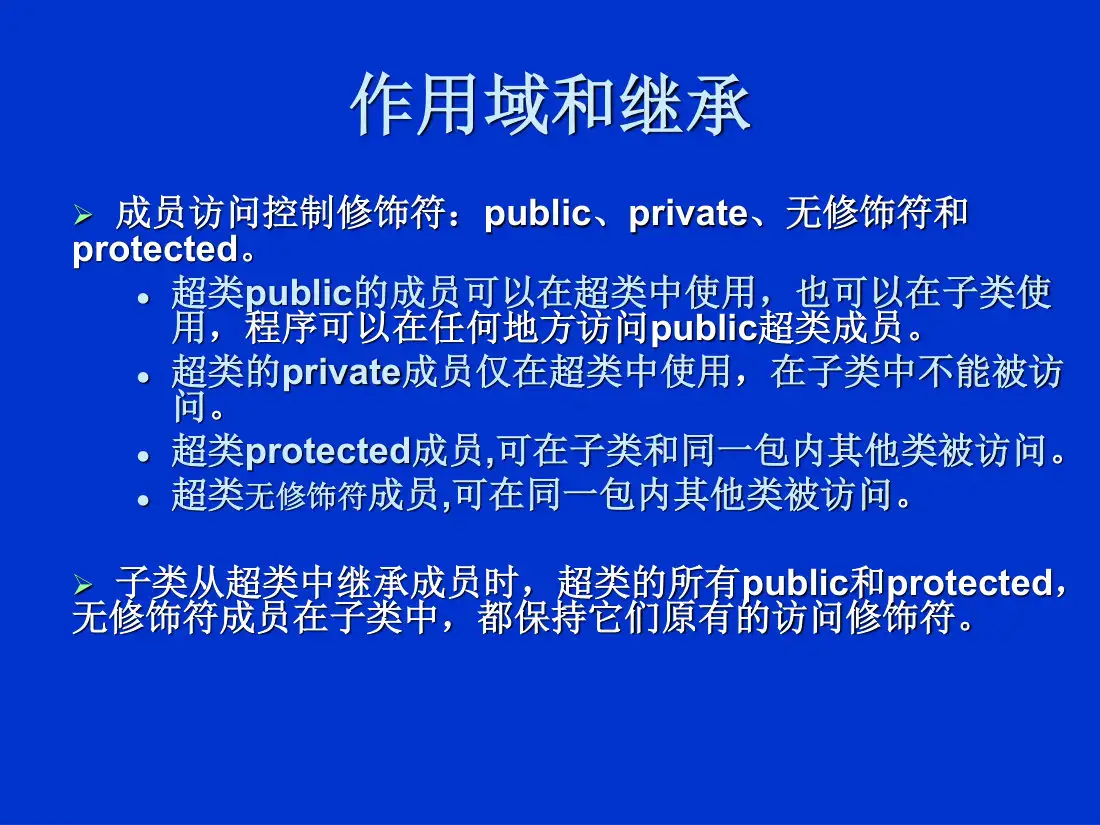 作用域和继承
成员访问控制修饰符：public、private、无修饰符和
protected。
超类public的成员可以在超类中使用，也可以在子类使
用，程序可以在任何地方访问public超类成员。
超类的private成员仅在超类中使用，在子类中不能被访
问。
超类protected成员,可在子类和同一包内其他类被访问。
超类无修饰符成员,可在同一包内其他类被访问。
子类从超类中继承成员时，超类的所有public和protected，
无修饰符成员在子类中，都保持它们原有的访问修饰符。